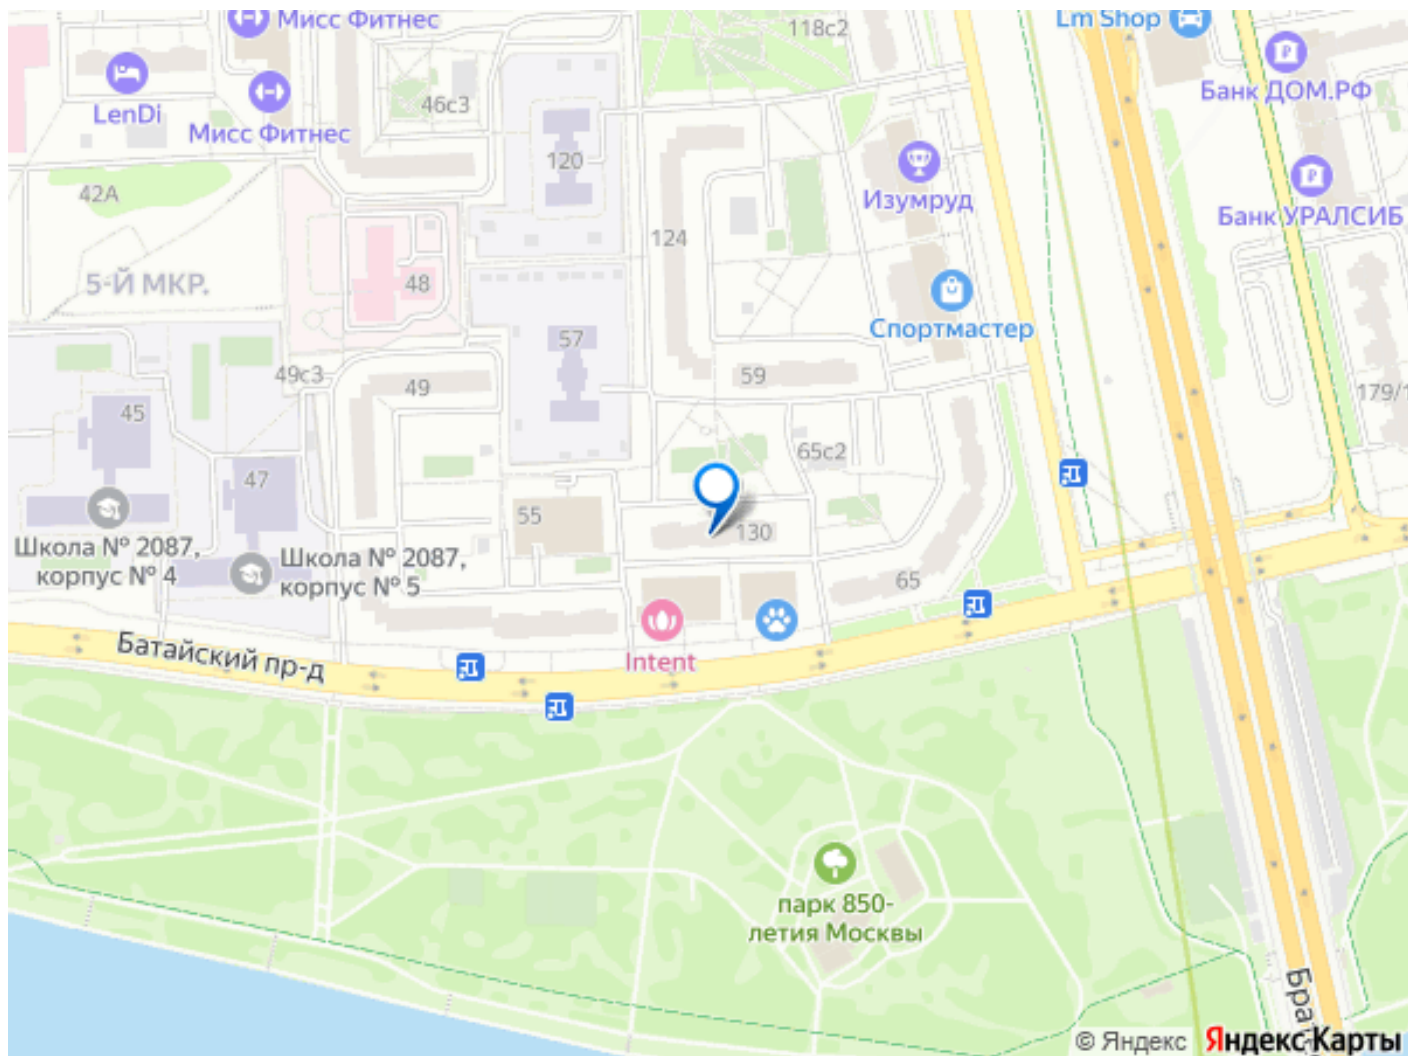 Мисс Фитнес
118с2
Lm Shop
LenDi
46с3
Мисс Фитнес
Банк ДОМ.РФ
120
42А
Изумруд
Банк УРАЛСИБ
124
5-Й МКР.
48
Спортмастер
57
49с3
49
59
179/1
45
65с2
47
55
130
Школа № 2087,
корпус № 4
Школа № 2087,
корпус № 5
65
Батайский пр-д
Intent
парк 850-
летия Москвы
Брат
© Яндекс
Яндекс Карты